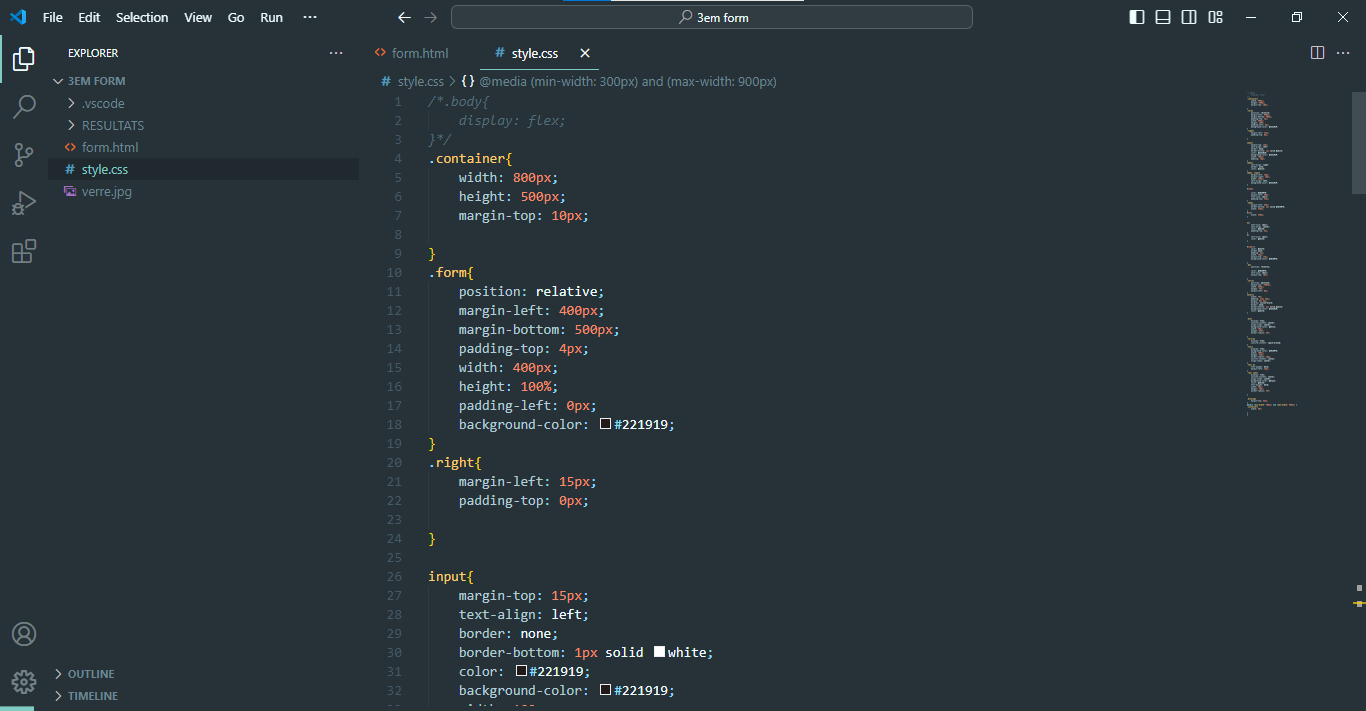 File Edit Selection View Go Run ···
3em form
EXPLORER
3EM FORM
.vscode
RESULTATS
form.html
style.css
verre.jpg
OUTLINE
TIMELINE
form.html
# style.css
# style.css > {} @media (min-width: 300px) and (max-width: 900px)
1 /*.body{
2 display: flex;
3 }*/
4 .container{
5 width: 800px;
6 height: 500px;
7 margin-top: 10px;
8
9 }
10 .form{
11 position: relative;
12 margin-left: 400px;
13 margin-bottom: 500px;
14 padding-top: 4px;
15 width: 400px;
16 height: 100%;
17 padding-left: 0px;
18 background-color: #221919;
19 }
20 .right{
21 margin-left: 15px;
22 padding-top: 0px;
23
24 }
25
26 input{
27 margin-top: 15px;
28 text-align: left;
29 border: none;
30 border-bottom: 1px solid white;
31 color: #221919;
32 background-color: #221919;